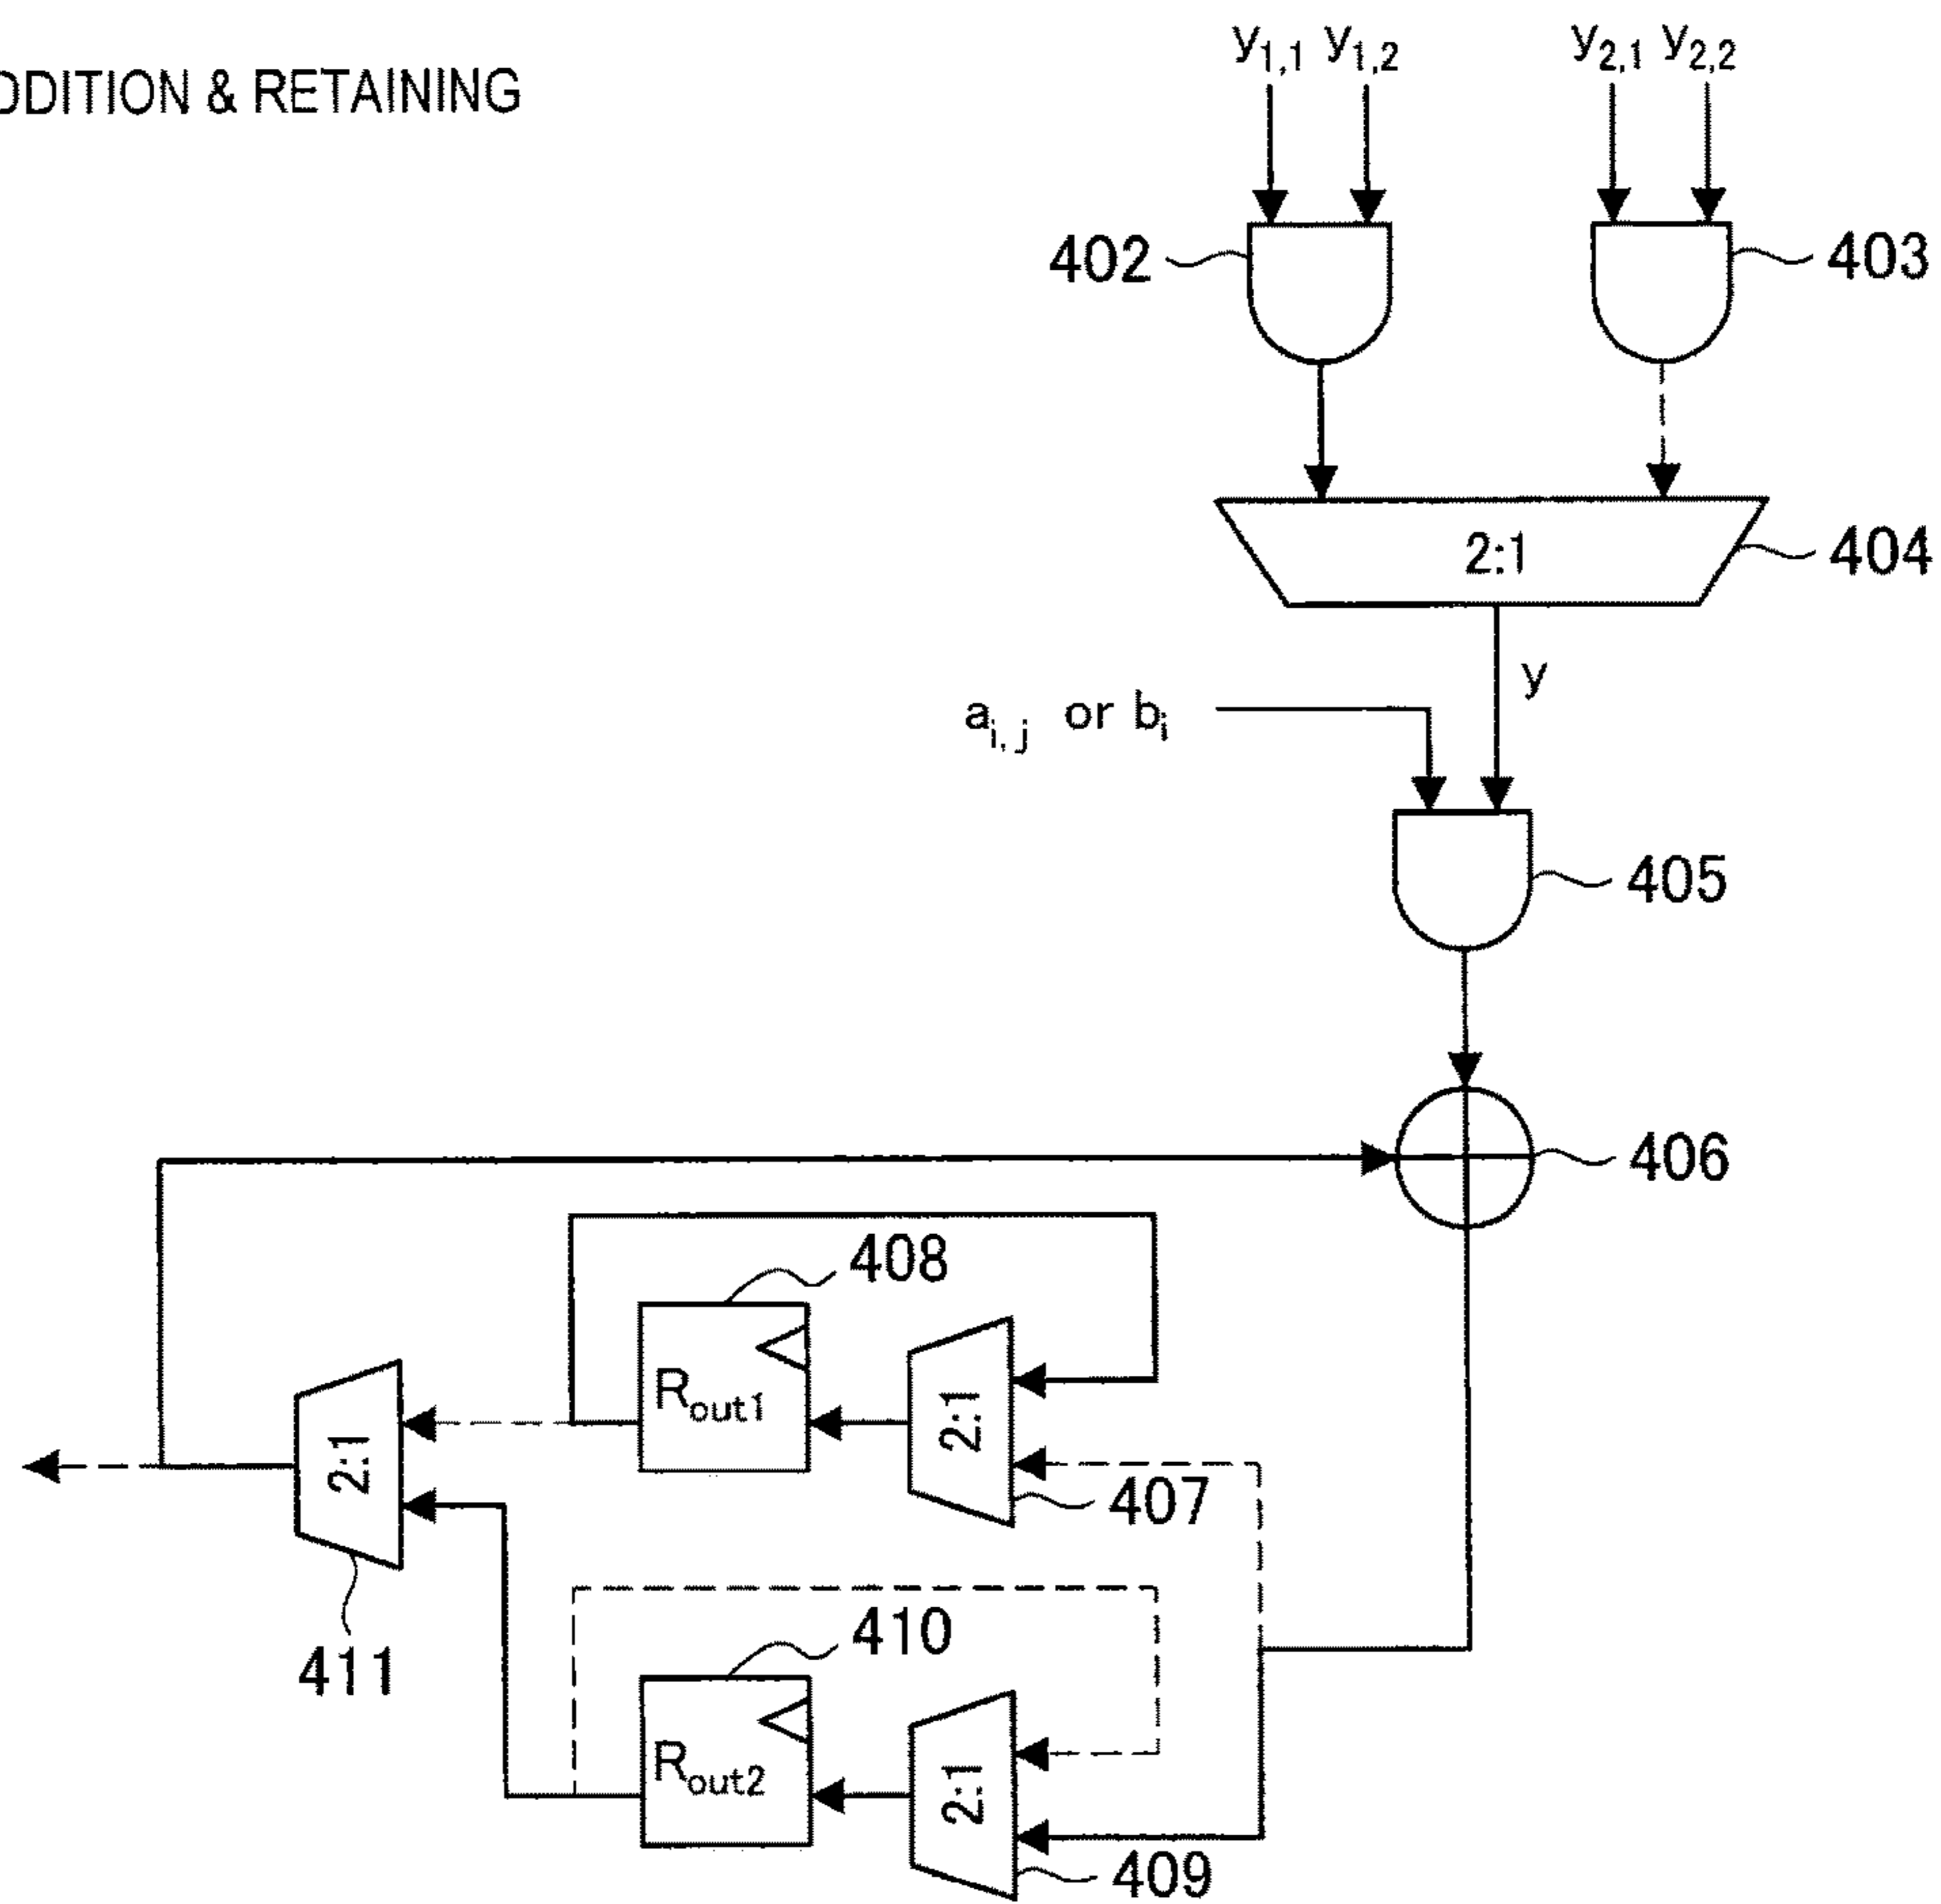 DDITION & RETAINING
y1,1 y1,2 y2,1 y2,2
402
403
2:1
404
y
ai,j or bi
405
406
408
Rout1
2:1
407
2:1
411
410
Rout2
2:1
409